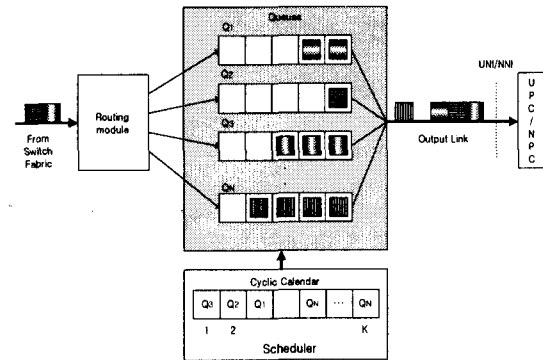 Queues
Q1
Q2
Q3
QN
Routing
module
From
Switch
Fabric
UNI/NNI
Output Link
U
P
C
/
N
P
C
Cyclic Calendar
Q3 Q2 Q1 QN ... QN
1 2 K
Scheduler